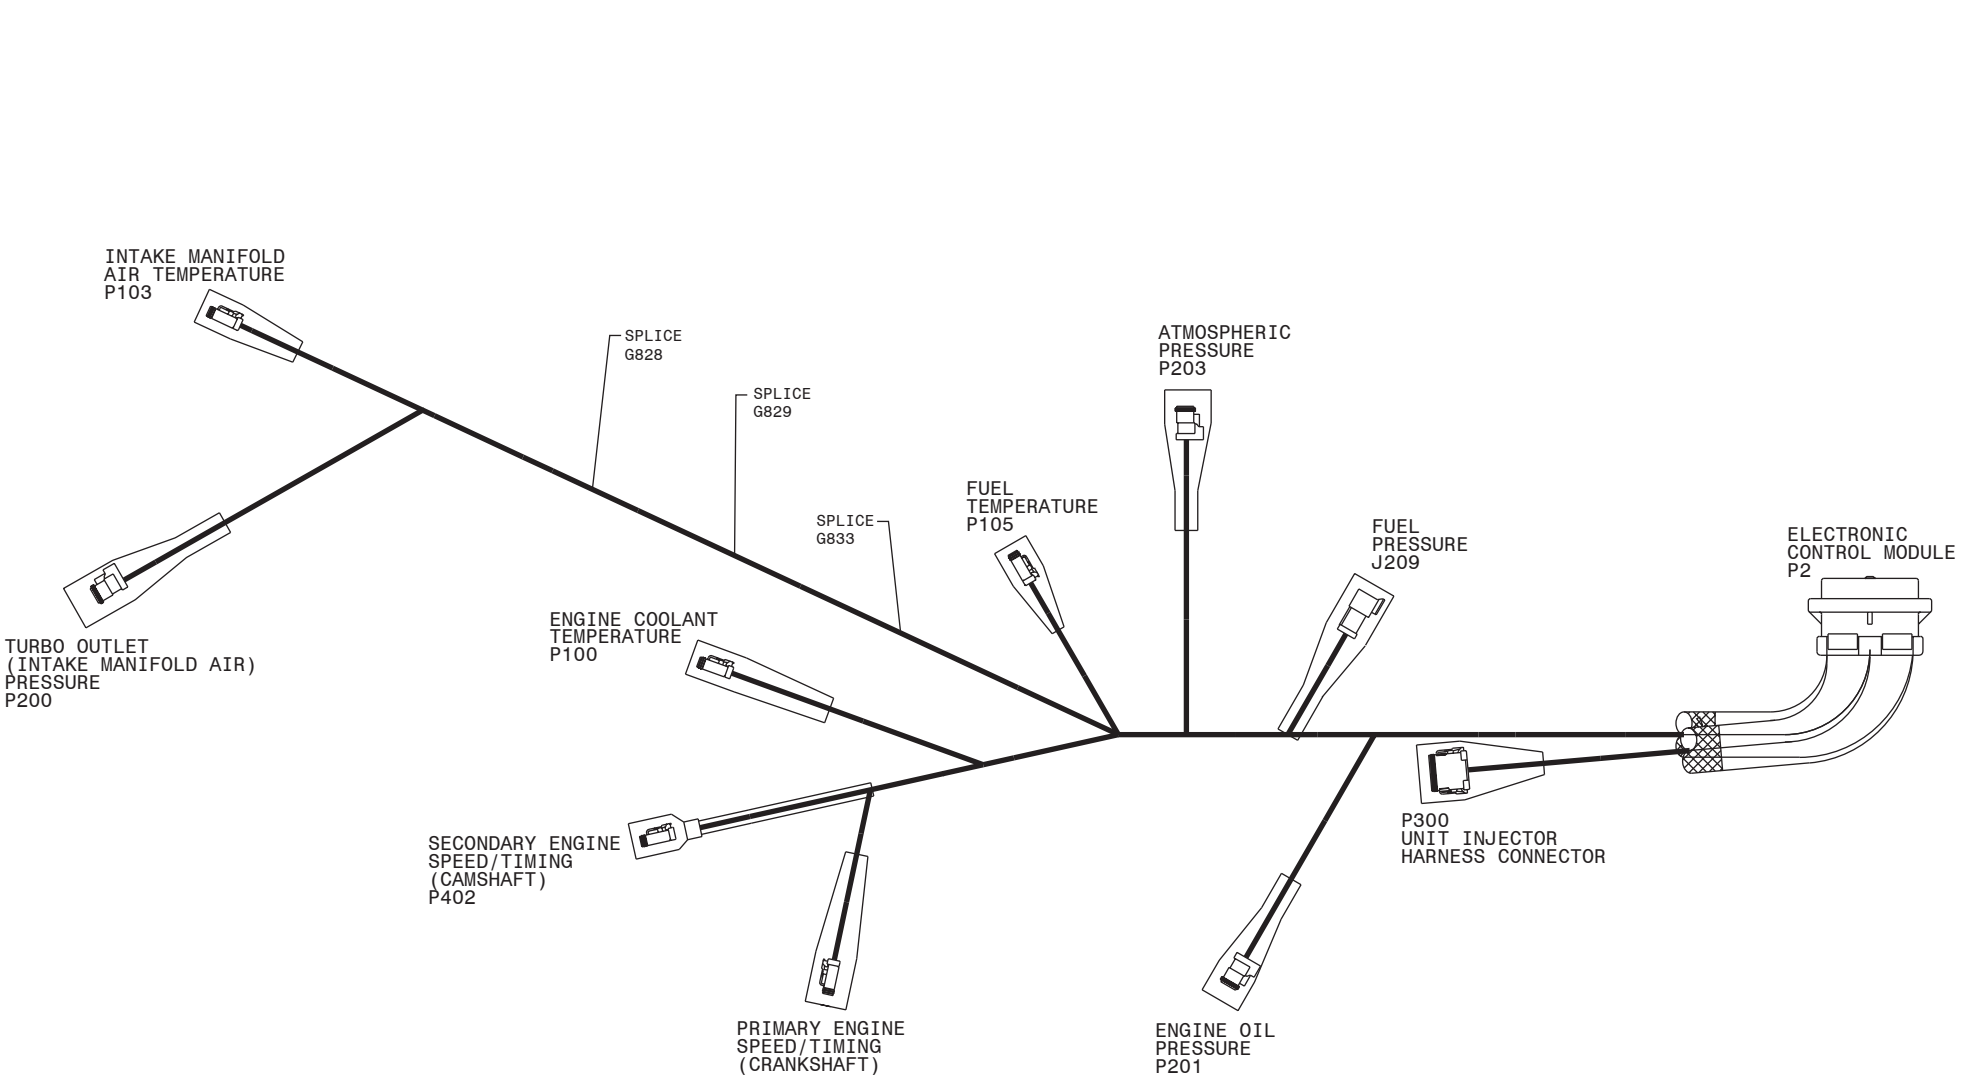 INTAKE MANIFOLD
AIR TEMPERATURE
P103
SPLICE
G828
SPLICE
G829
SPLICE
G833
ATMOSPHERIC
PRESSURE
P203
FUEL
TEMPERATURE
P105
FUEL
PRESSURE
J209
ELECTRONIC
CONTROL MODULE
P2
ENGINE COOLANT
TEMPERATURE
P100
TURBO OUTLET
(INTAKE MANIFOLD AIR)
PRESSURE
P200
P300
UNIT INJECTOR
HARNESS CONNECTOR
SECONDARY ENGINE
SPEED/TIMING
(CAMSHAFT)
P402
PRIMARY ENGINE
SPEED/TIMING
(CRANKSHAFT)
ENGINE OIL
PRESSURE
P201